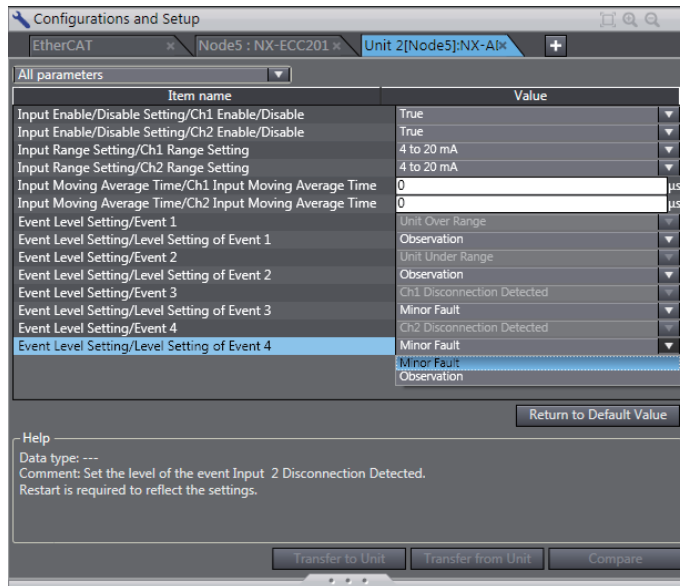 Configurations and Setup
EtherCAT Node5 : NX-ECC201 Unit 2[Node5]:NX-AD
All parameters
Item name Value
Input Enable/Disable Setting/Ch1 Enable/Disable True
Input Enable/Disable Setting/Ch2 Enable/Disable True
Input Range Setting/Ch1 Range Setting 4 to 20 mA
Input Range Setting/Ch2 Range Setting 4 to 20 mA
Input Moving Average Time/Ch1 Input Moving Average Time 0 µs
Input Moving Average Time/Ch2 Input Moving Average Time 0 µs
Event Level Setting/Event 1 Unit Over Range
Event Level Setting/Level Setting of Event 1 Observation
Event Level Setting/Event 2 Unit Under Range
Event Level Setting/Level Setting of Event 2 Observation
Event Level Setting/Event 3 Ch1 Disconnection Detected
Event Level Setting/Level Setting of Event 3 Minor Fault
Event Level Setting/Event 4 Ch2 Disconnection Detected
Event Level Setting/Level Setting of Event 4 Minor Fault
Minor Fault
Observation
Return to Default Value
Help
Data type: ---
Comment: Set the level of the event Input 2 Disconnection Detected.
Restart is required to reflect the settings.
Transfer to Unit Transfer from Unit Compare